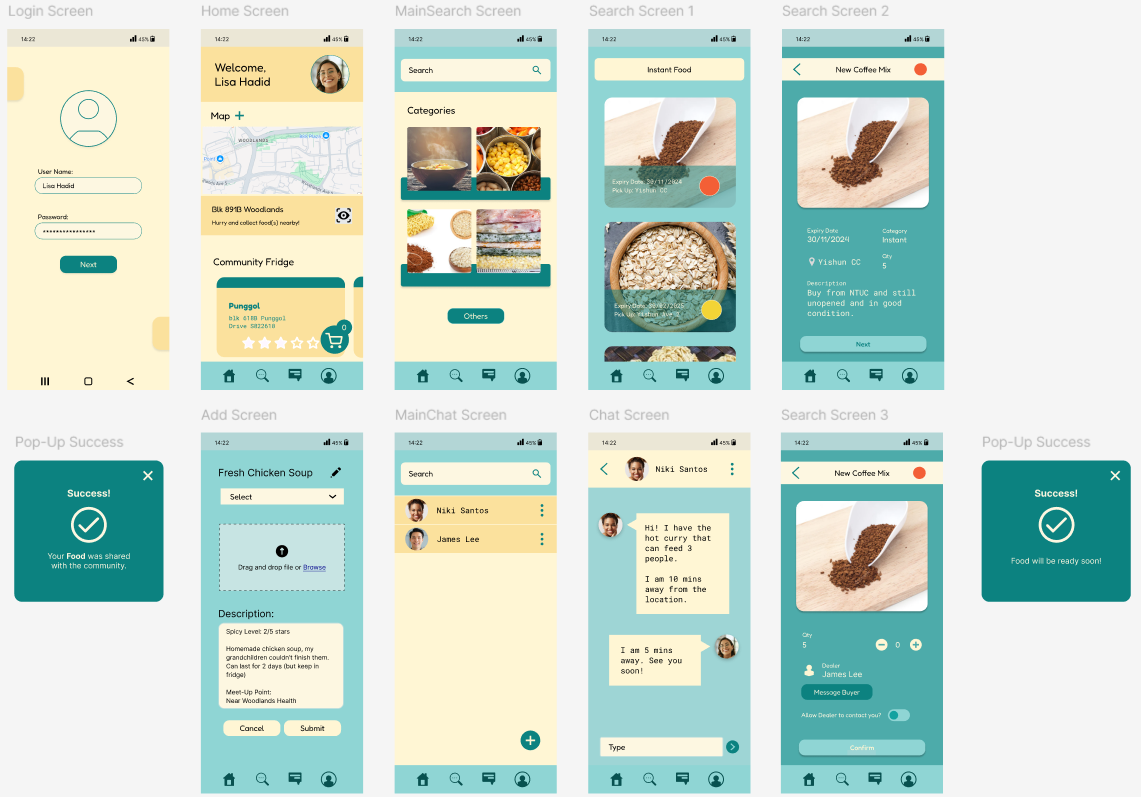 Login Screen
14:22
45%
User Name:
Lisa Hadid
Password:
****************
Next
Home Screen
14:22
45%
Welcome,
Lisa Hadid
Map +
WOODLANDS
Blk 891B Woodlands
Hurry and collect food(s) nearby!
Community Fridge
Punggol
blk 418B Punggol
Drive S822618
0
MainSearch Screen
14:22
45%
Search
Categories
Others
Search Screen 1
14:22
45%
Instant Food
Expiry Date: 30/11/2024
Pick Up: Yishun CC
Search Screen 2
14:22
45%
New Coffee Mix
Expiry Date
30/11/2024
Category
Instant
Yishun CC
Qty
5
Description
Buy from NTUC and still
unopened and in good
condition.
Next
Pop-Up Success
Success!
Your Food was shared
with the community.
Add Screen
14:22
45%
Fresh Chicken Soup
Select
Drag and drop file or Browse
Description:
Spicy Level: 2/5 stars
Homemade chicken soup, my
grandchildren couldn't finish them.
Can last for 2 days (but keep in
fridge)
Meet-Up Point:
Near Woodlands Health
Cancel
Submit
MainChat Screen
14:22
45%
Search
Niki Santos
James Lee
Chat Screen
14:22
45%
Niki Santos
Hi! I have the
hot curry that
can feed 3
people.
I am 10 mins
away from the
location.
I am 5 mins
away. See you
soon!
Type
Search Screen 3
14:22
45%
New Coffee Mix
Qty
5
0
Dealer
James Lee
Message Buyer
Allow Dealer to contact you?
Confirm
Pop-Up Success
Success!
Food will be ready soon!